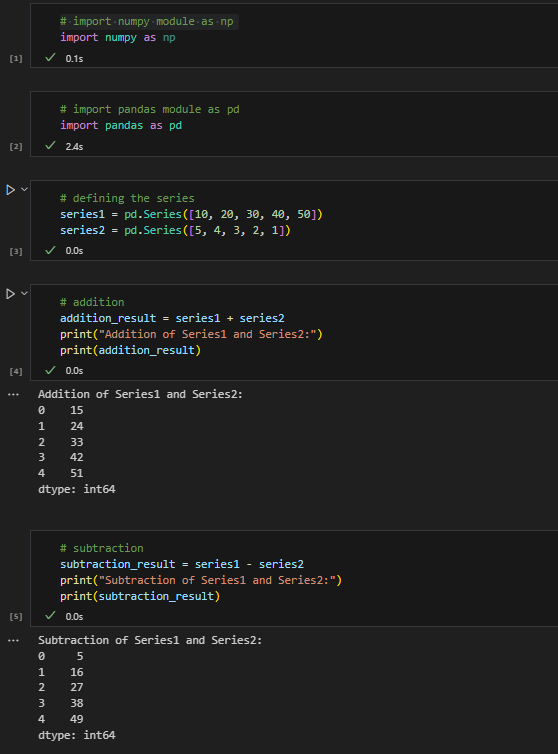 # import numpy module as np
import numpy as np
[1] ✓ 0.1s
# import pandas module as pd
import pandas as pd
[2] ✓ 2.4s
# defining the series
series1 = pd.Series([10, 20, 30, 40, 50])
series2 = pd.Series([5, 4, 3, 2, 1])
[3] ✓ 0.0s
# addition
addition_result = series1 + series2
print("Addition of Series1 and Series2:")
print(addition_result)
[4] ✓ 0.0s
... Addition of Series1 and Series2:
0    15
1    24
2    33
3    42
4    51
dtype: int64
# subtraction
subtraction_result = series1 - series2
print("Subtraction of Series1 and Series2:")
print(subtraction_result)
[5] ✓ 0.0s
... Subtraction of Series1 and Series2:
0     5
1    16
2    27
3    38
4    49
dtype: int64